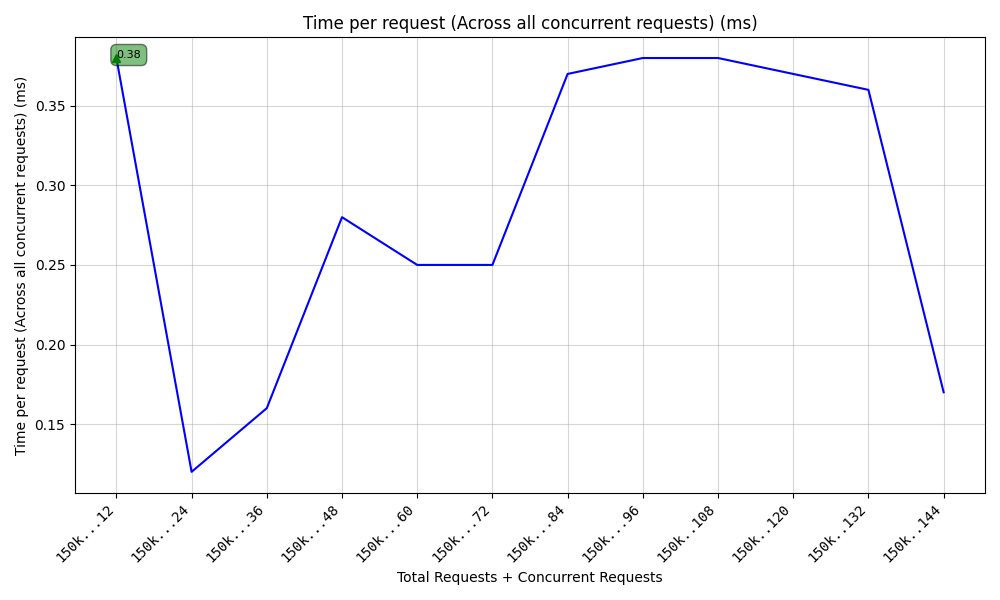 Time per request (Across all concurrent requests) (ms)
0.38
Time per request (Across all concurrent requests) (ms)
0.35
0.30
0.25
0.20
0.15
150k...12
150k...24
150k...36
150k...48
150k...60
150k...72
150k...84
150k...96
150k..108
150k..120
150k..132
150k..144
Total Requests + Concurrent Requests